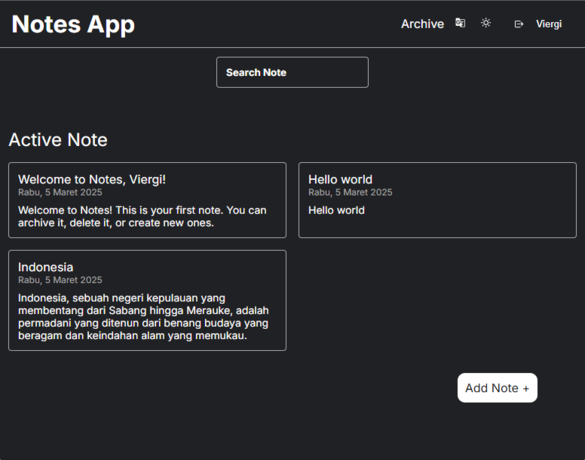 Notes App
Archive
Viergi
Search Note
Active Note
Welcome to Notes, Viergi!
Rabu, 5 Maret 2025
Welcome to Notes! This is your first note. You can
archive it, delete it, or create new ones.
Hello world
Rabu, 5 Maret 2025
Hello world
Indonesia
Rabu, 5 Maret 2025
Indonesia, sebuah negeri kepulauan yang
membentang dari Sabang hingga Merauke, adalah
permadani yang ditenun dari benang budaya yang
beragam dan keindahan alam yang memukau.
Add Note +